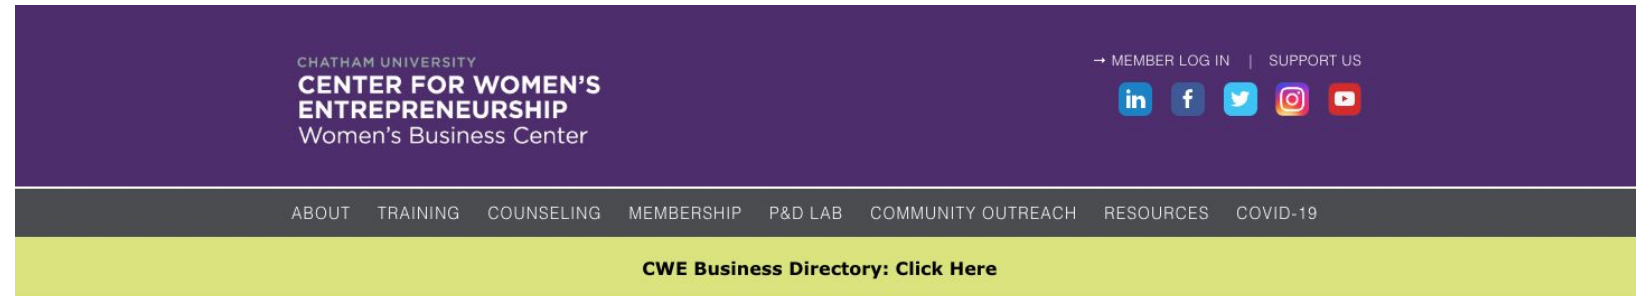 CHATHAM UNIVERSITY
CENTER FOR WOMEN'S
ENTREPRENEURSHIP
Women's Business Center
→ MEMBER LOG IN | SUPPORT US
in f
ABOUT TRAINING COUNSELING MEMBERSHIP P&D LAB COMMUNITY OUTREACH RESOURCES COVID-19
CWE Business Directory: Click Here